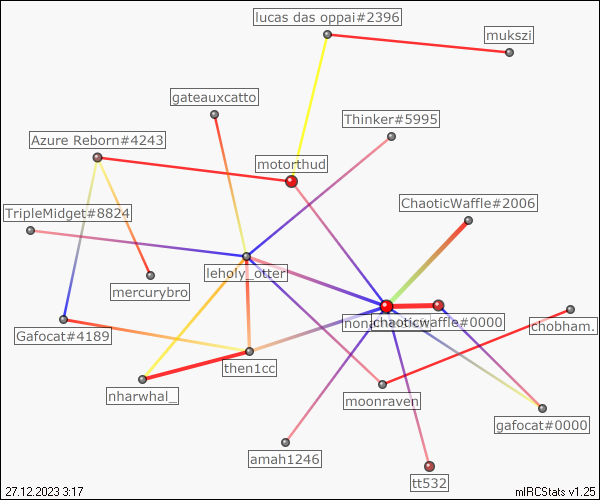 lucas das oppai#2396
mukszi
gateauxcatto
Thinker#5995
Azure Reborn#4243
motorthud
ChaoticWaffle#2006
TripleMidget#8824
leholy_otter
mercurybro
chaoticwaffle#0000
chobham.
Gafocat#4189
then1cc
nharwhal_
moonraven
gafocat#0000
amah1246
tt532
27.12.2023 3:17
mIRCStats v1.25